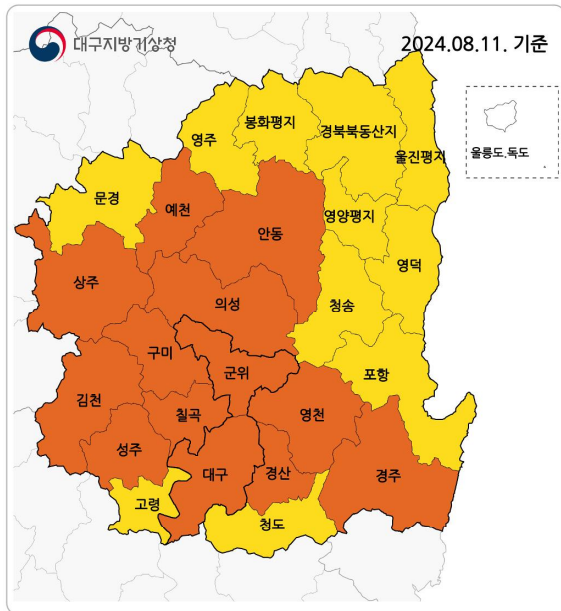 대구지방기상청
2024.08.11. 기준
울릉도.독도
봉화평지
경북북동산지
영주
울진평지
문경
예천
영양평지
안동
영덕
상주
의성
청송
구미
군위
포항
김천
칠곡
영천
성주
대구
경산
경주
고령
청도